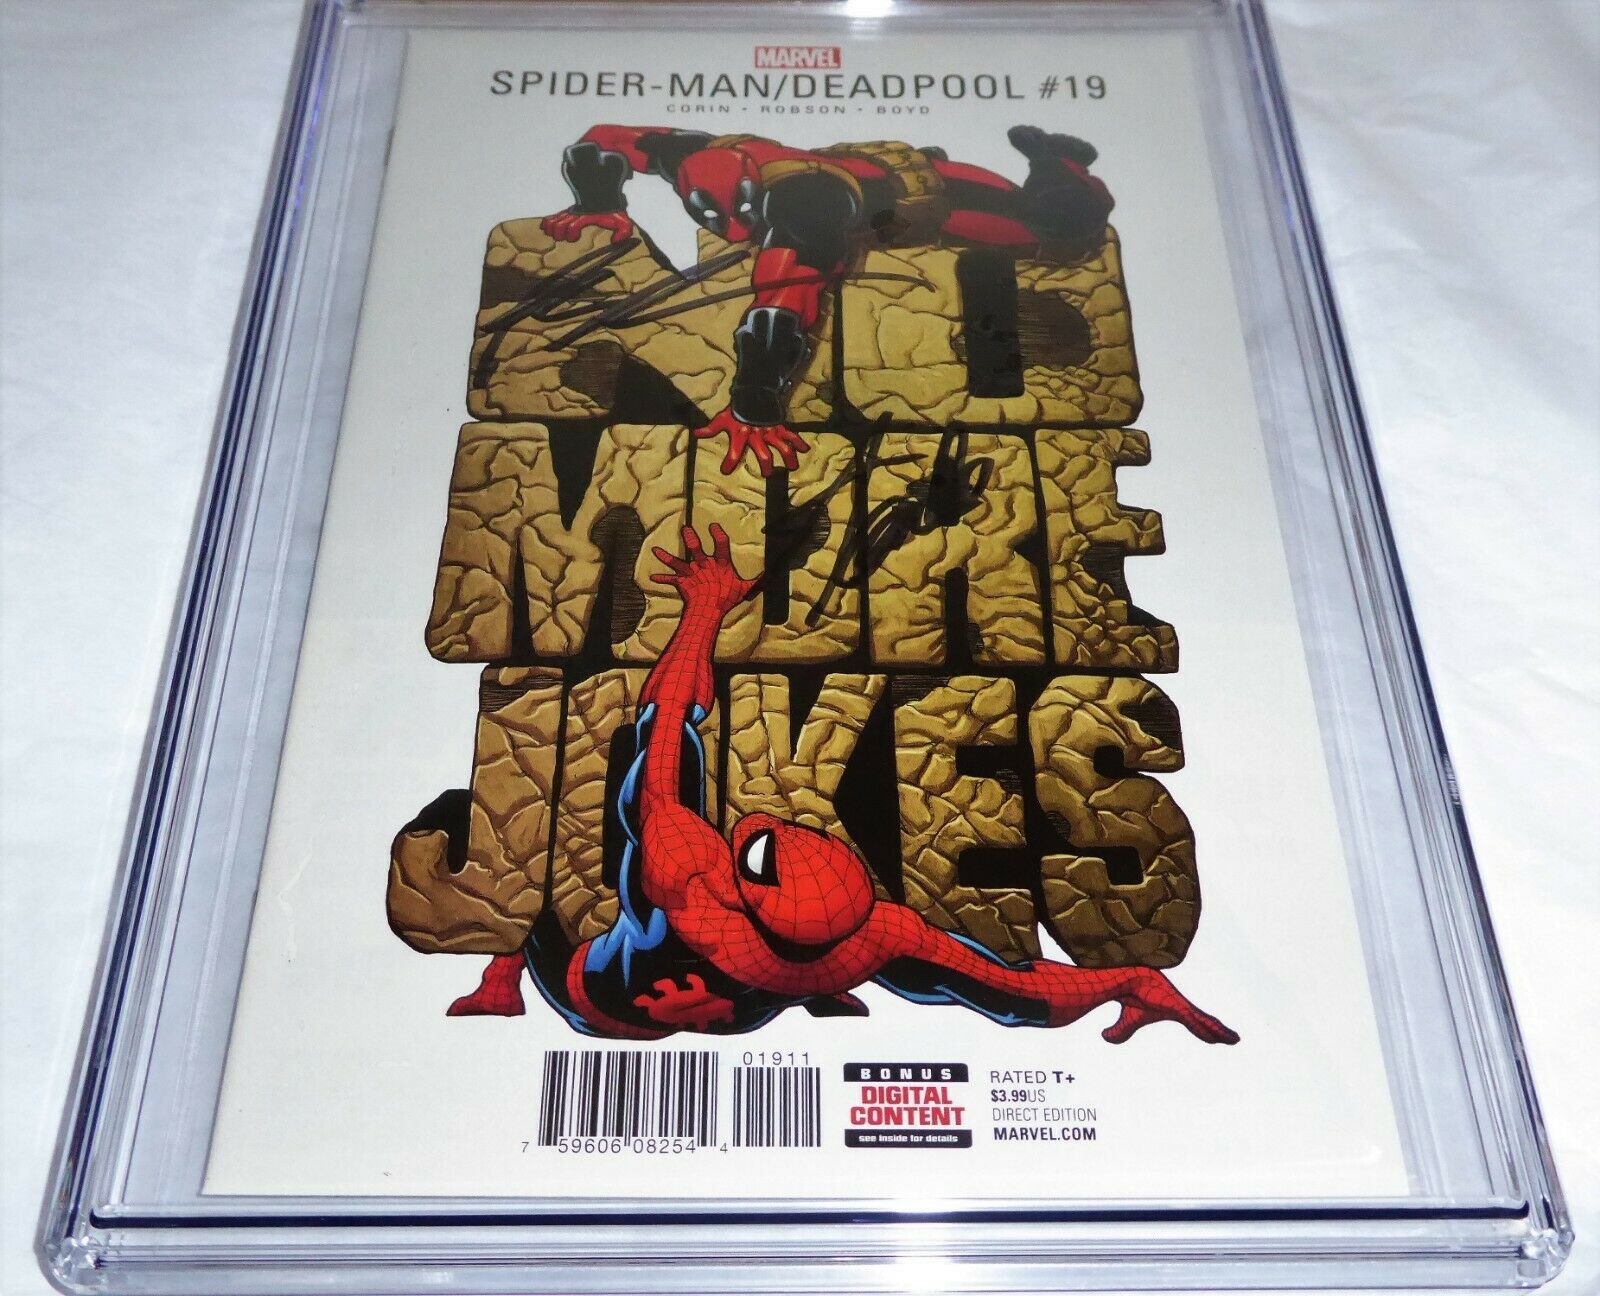 MARVEL
SPIDER-MAN/DEADPOOL #19
CORIN • ROBSON • BOYD
NO
MORE
JOKES
01911
7 59606 08254 4
BONUS
DIGITAL
CONTENT
see inside for details
RATED T+
$3.99US
DIRECT EDITION
MARVEL.COM